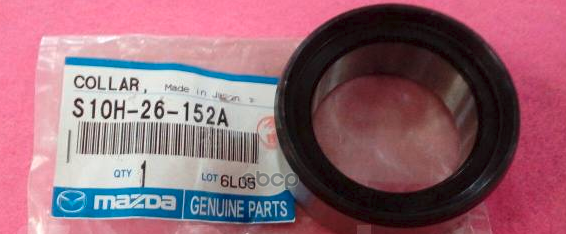 COLLAR, Made in Japan
S10H-26-152A
QTY 1 LOT 6L05
mazda GENUINE PARTS